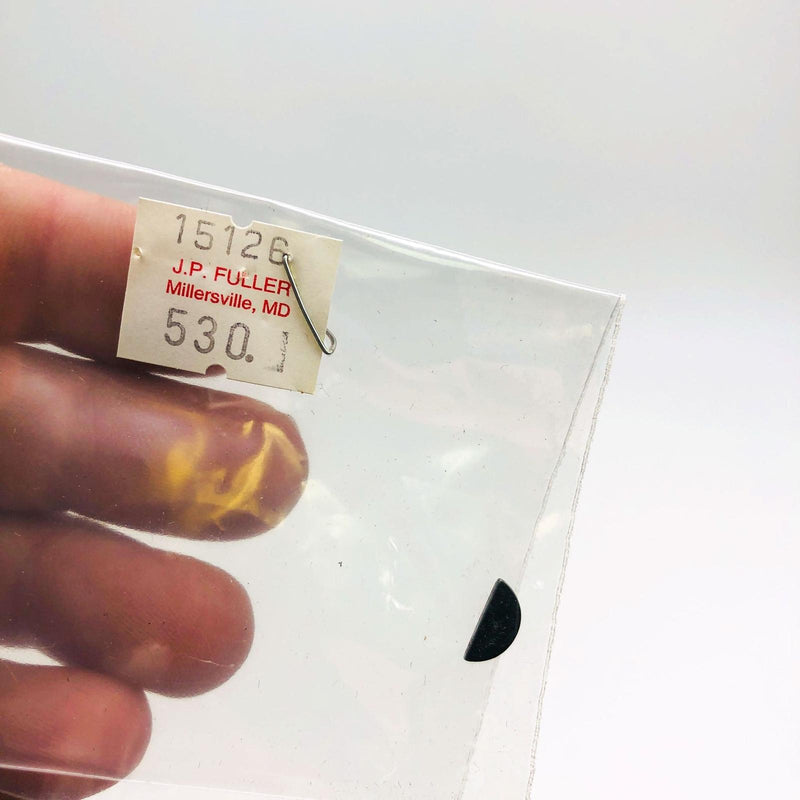 15126
J.P. FULLER
Millersville, MD
530.